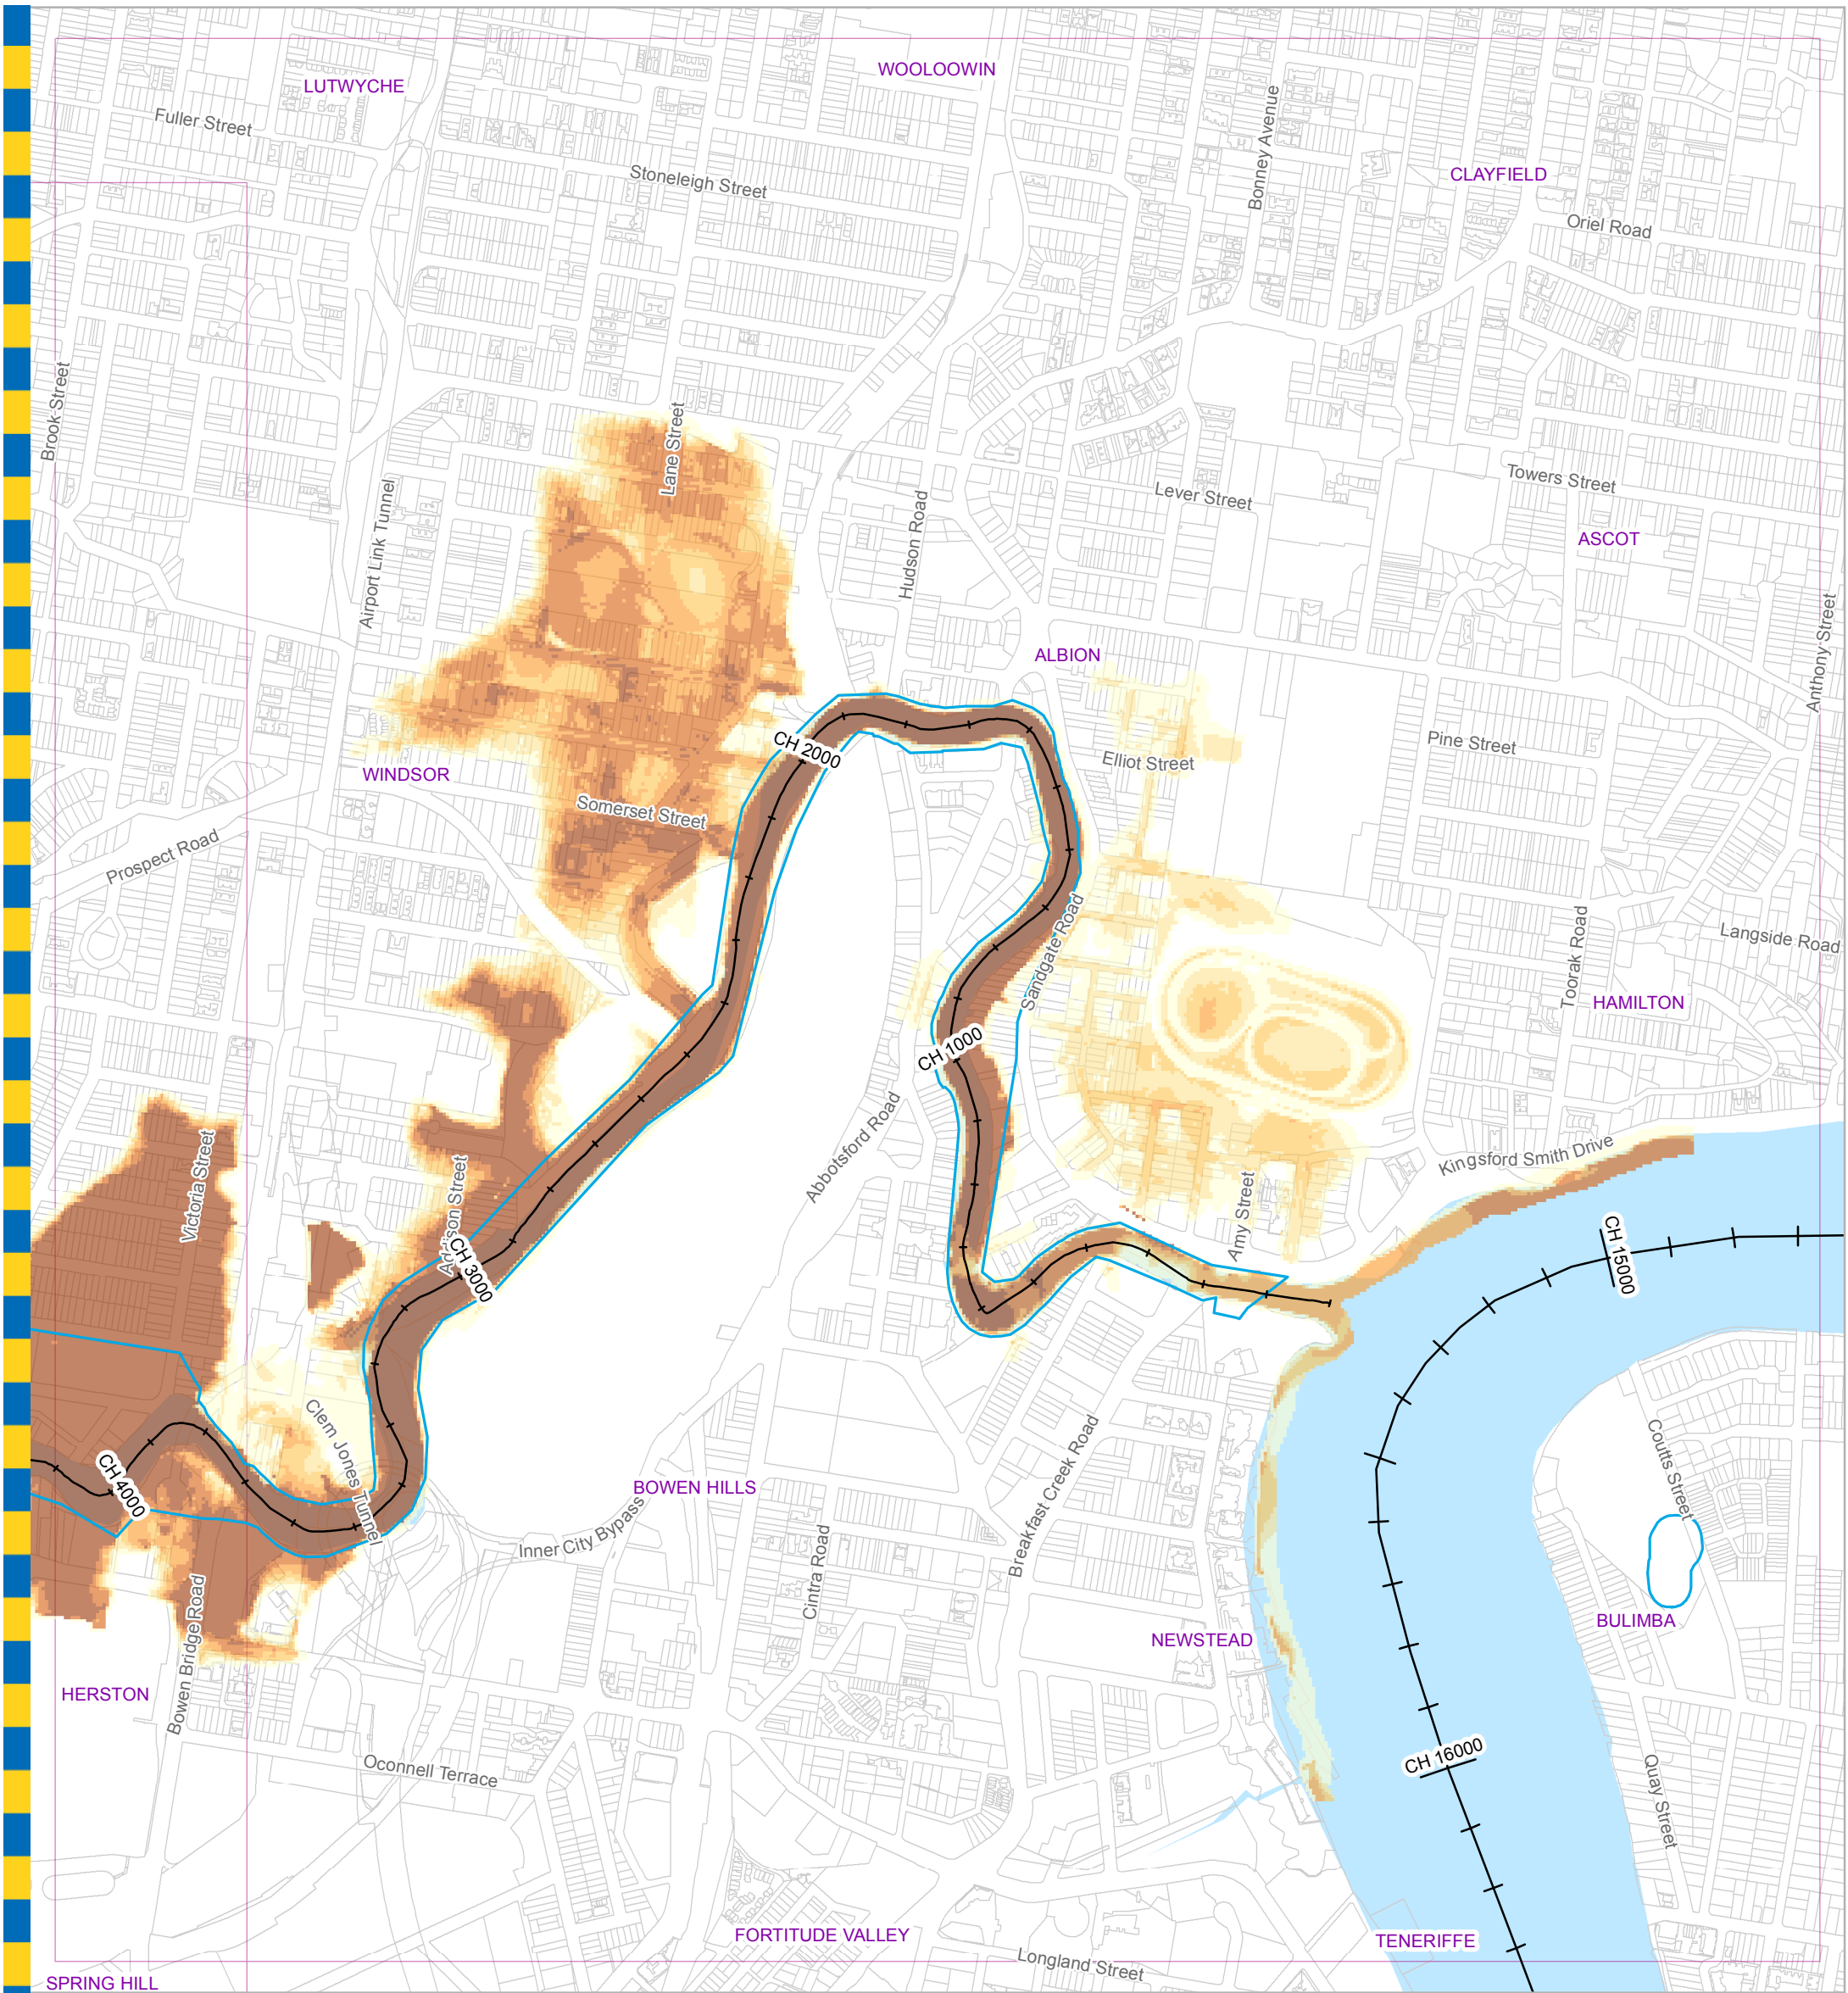 WOOLOOWIN
LUTWYCHE
Fuller Street
Bonney Avenue
Stoneleigh Street
CLAYFIELD
Oriel Road
Brook Street
Lane Street
Towers Street
Lever Street
Airport Link Tunnel
Hudson Road
ASCOT
Anthony Street
ALBION
CH 2000
Pine Street
Elliot Street
WINDSOR
Somerset Street
Prospect Road
Sandgate Road
Toorak Road
Langside Road
HAMILTON
CH 1000
Abbotsford Road
Victoria Street
Kingsford Smith Drive
Addison Street
Amy Street
CH 3000
CH 15000
Clem Jones Tunnel
CH 4000
BOWEN HILLS
Coutts Street
Breakfast Creek Road
Inner City Bypass
Cintra Road
Bowen Bridge Road
BULIMBA
NEWSTEAD
HERSTON
CH 16000
Oconnell Terrace
Quay Street
FORTITUDE VALLEY
TENERIFFE
Longland Street
SPRING HILL